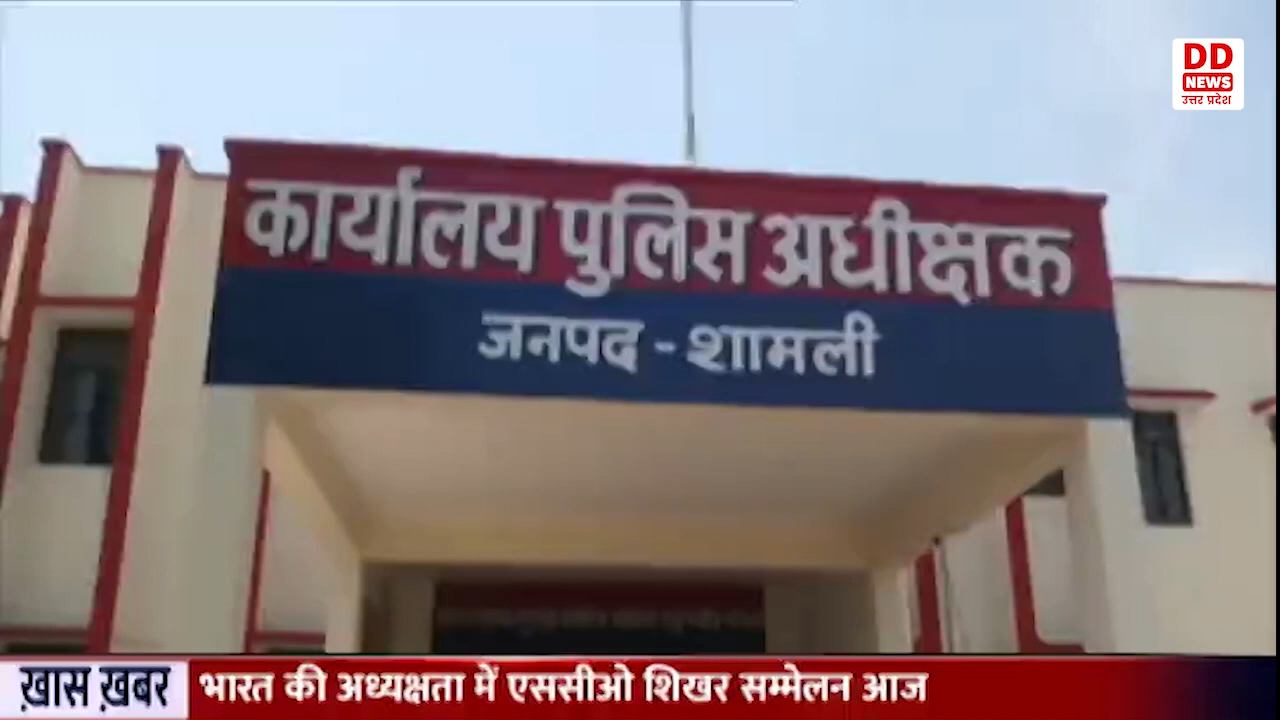 DD
NEWS
उत्तर प्रदेश
कार्यालय पुलिस अधीक्षक
जनपद - शामली
ख़ास ख़बर
भारत की अध्यक्षता में एससीओ शिखर सम्मेलन आज